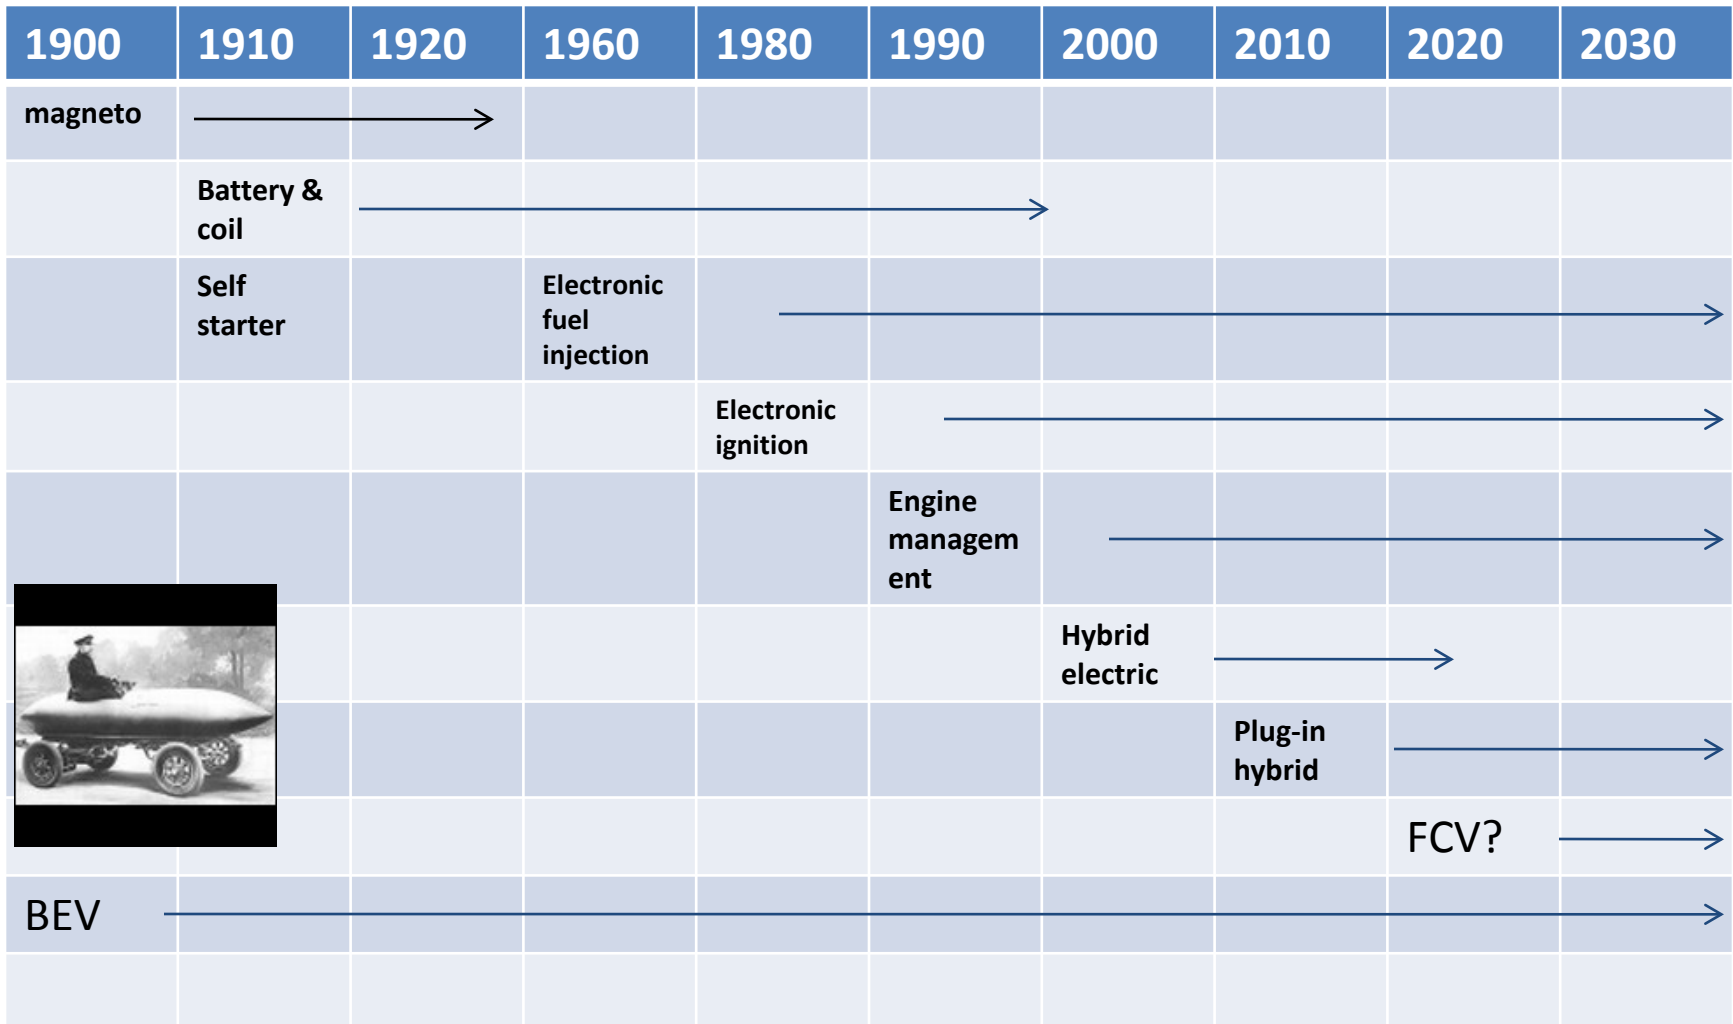 1900 1910 1920 1960 1980 1990 2000 2010 2020 2030
magneto
Battery &
coil
Self
starter
Electronic
fuel
injection
Electronic
ignition
Engine
managem
ent
Hybrid
electric
Plug-in
hybrid
FCV?
BEV